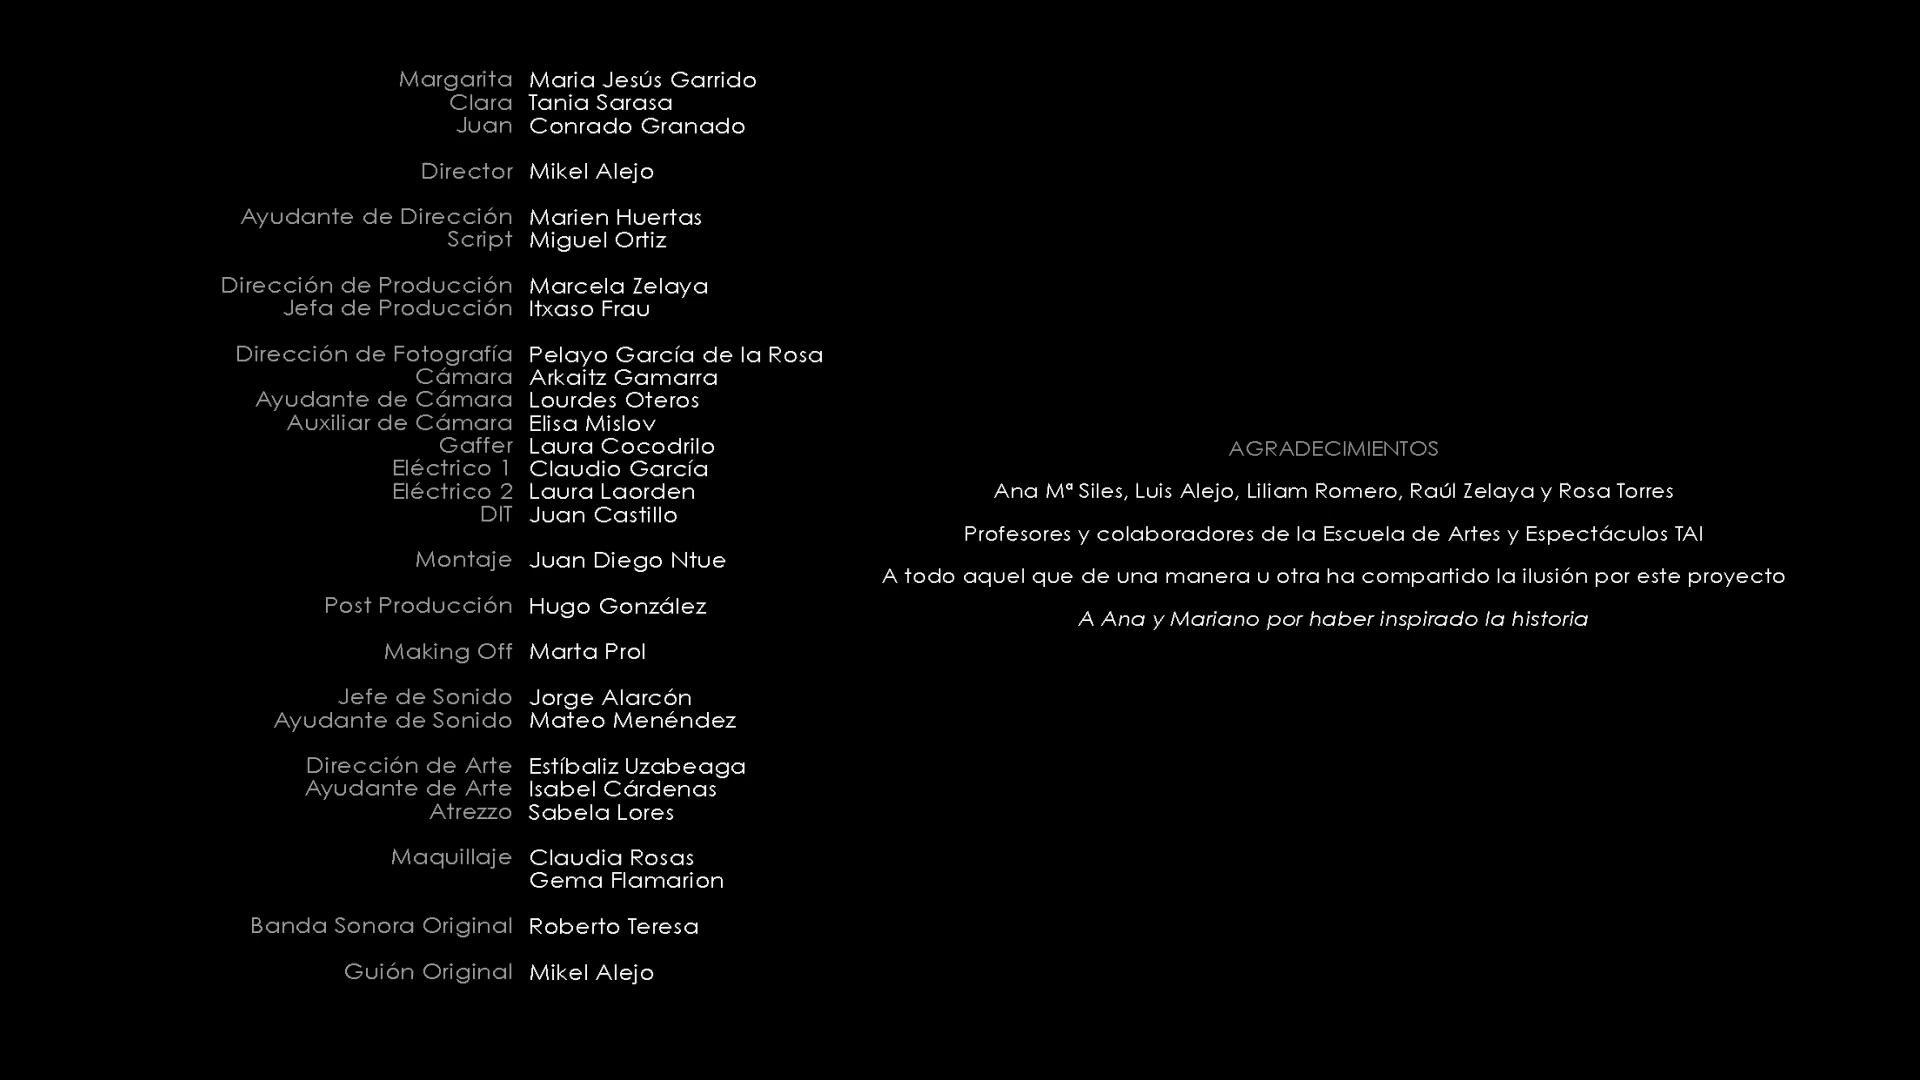 Margarita Maria Jesús Garrido
Clara Tania Sarasa
Juan Conrado Granado
Director Mikel Alejo
Ayudante de Dirección Marien Huertas
Script Miguel Ortiz
Dirección de Producción Marcela Zelaya
Jefa de Producción Itxaso Frau
Dirección de Fotografía Pelayo García de la Rosa
Cámara Arkaitz Gamarra
Ayudante de Cámara Lourdes Oteros
Auxiliar de Cámara Elisa Mislov
Gaffer Laura Cocodrilo
Eléctrico 1 Claudio García
Eléctrico 2 Laura Laorden
DIT Juan Castillo
Montaje Juan Diego Ntue
Post Producción Hugo González
Making Off Marta Prol
Jefe de Sonido Jorge Alarcón
Ayudante de Sonido Mateo Menéndez
Dirección de Arte Estíbaliz Uzabeaga
Ayudante de Arte Isabel Cárdenas
Atrezzo Sabela Lores
Maquillaje Claudia Rosas
Gema Flamarion
Banda Sonora Original Roberto Teresa
Guión Original Mikel Alejo
AGRADECIMIENTOS
Ana Mª Siles, Luis Alejo, Liliam Romero, Raúl Zelaya y Rosa Torres
Profesores y colaboradores de la Escuela de Artes y Espectáculos TAI
A todo aquel que de una manera u otra ha compartido la ilusión por este proyecto
A Ana y Mariano por haber inspirado la historia